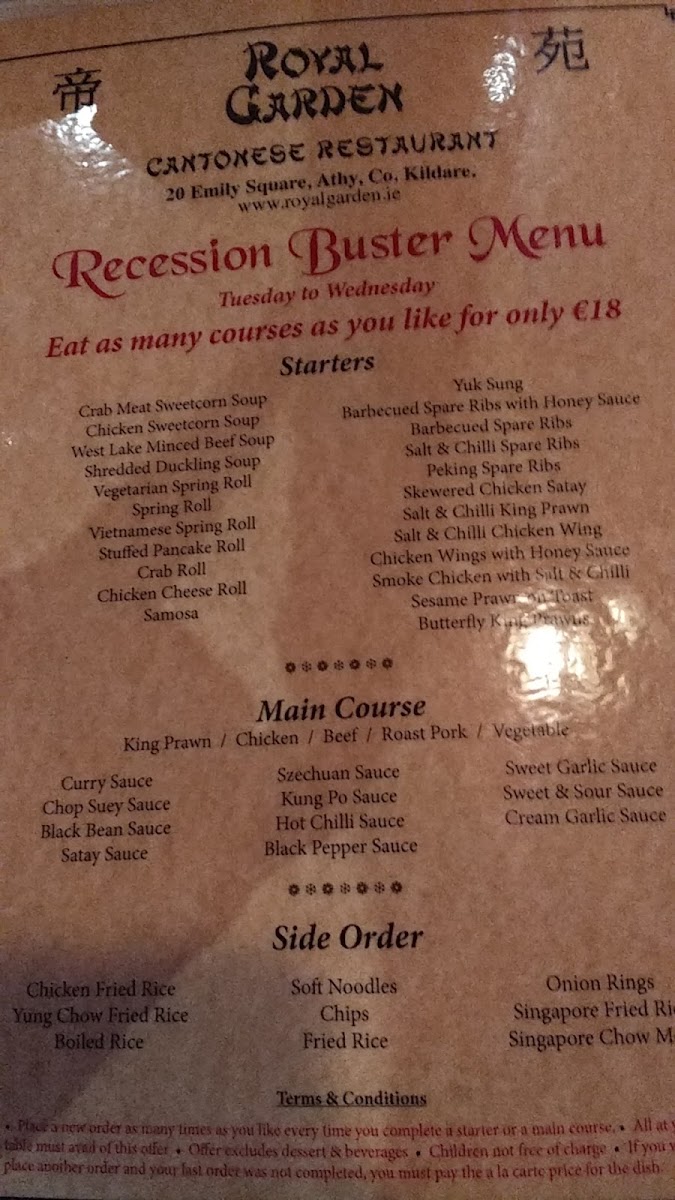 帝 苑
ROYAL
GARDEN
CANTONESE RESTAURANT
20 Emily Square, Athy, Co. Kildare.
www.royalgarden.ie
Recession Buster Menu
Tuesday to Wednesday
Eat as many courses as you like for only €18
Starters
Crab Meat Sweetcorn Soup
Chicken Sweetcorn Soup
West Lake Minced Beef Soup
Shredded Duckling Soup
Vegetarian Spring Roll
Spring Roll
Vietnamese Spring Roll
Stuffed Pancake Roll
Crab Roll
Chicken Cheese Roll
Samosa
Yuk Sung
Barbecued Spare Ribs with Honey Sauce
Barbecued Spare Ribs
Salt & Chilli Spare Ribs
Peking Spare Ribs
Skewered Chicken Satay
Salt & Chilli King Prawn
Salt & Chilli Chicken Wing
Chicken Wings with Honey Sauce
Smoke Chicken with Salt & Chilli
Sesame Prawn on Toast
Butterfly King Prawns
Main Course
King Prawn / Chicken / Beef / Roast Pork / Vegetable
Curry Sauce
Chop Suey Sauce
Black Bean Sauce
Satay Sauce
Szechuan Sauce
Kung Po Sauce
Hot Chilli Sauce
Black Pepper Sauce
Sweet Garlic Sauce
Sweet & Sour Sauce
Cream Garlic Sauce
Side Order
Chicken Fried Rice
Yung Chow Fried Rice
Boiled Rice
Soft Noodles
Chips
Fried Rice
Onion Rings
Singapore Fried
Singapore Chow
Terms & Conditions
• Place a new order as many times as you like every time you complete a starter or a main course. • All at
table must avail of this offer • Offer excludes dessert & beverages • Children not free of charge • If you
place another order and your last order was not completed, you must pay the a la carte price for the dish